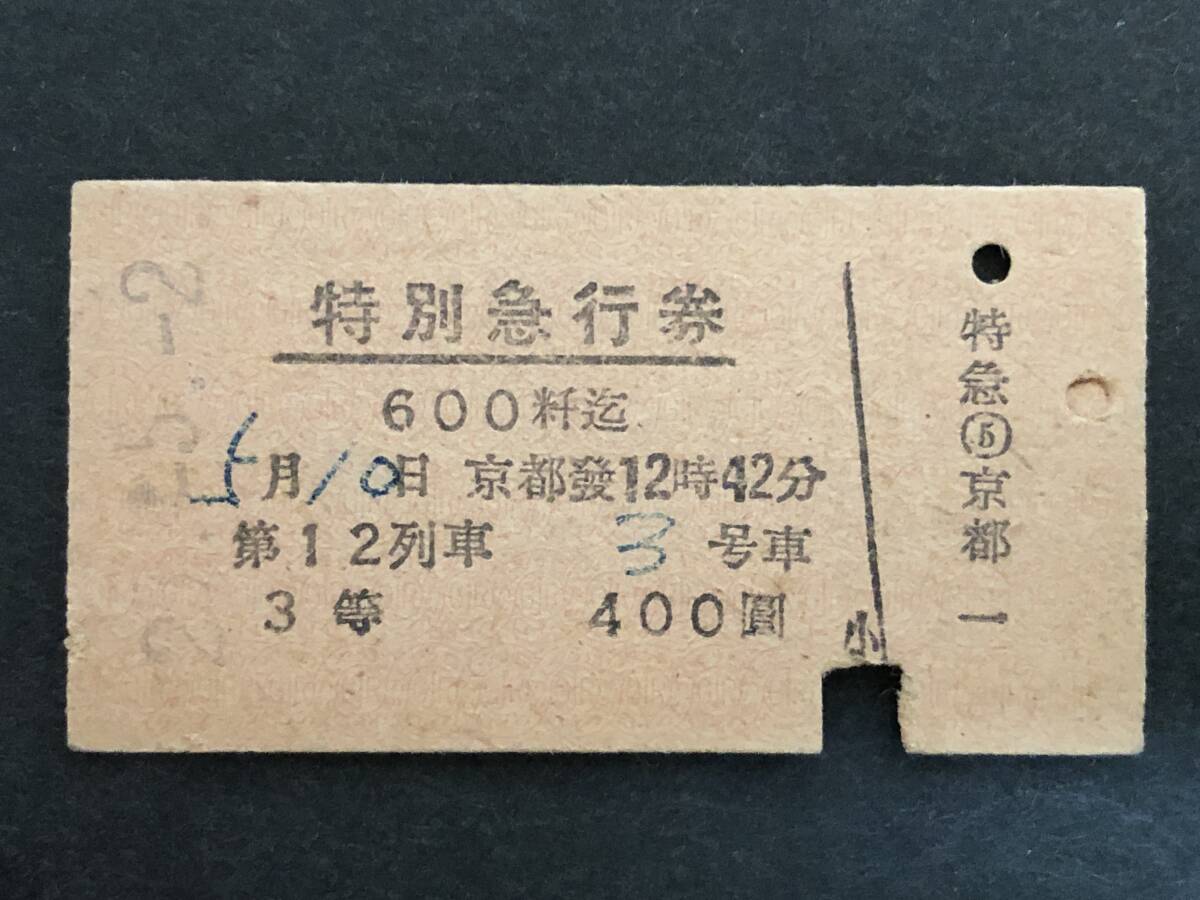 特別急行券
600粁迄
5月10日 京都發12時42分
第12列車 3号車
3等 400圓
小
特急⑤京都